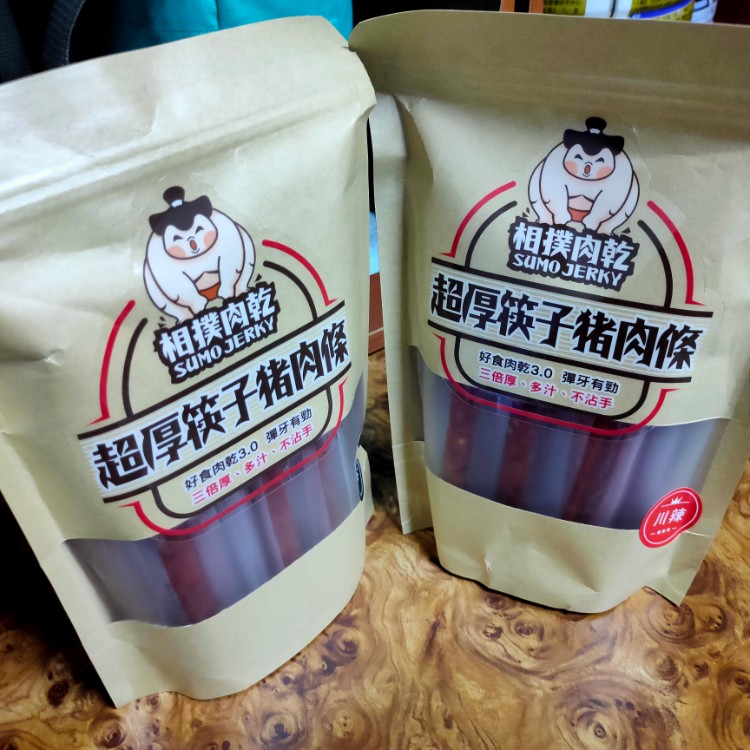 相撲肉乾
SUMO JERKY
超厚筷子猪肉條
好食肉乾3.0 彈牙有勁
三倍厚、多汁、不沾手
相撲肉乾
SUMO JERKY
超厚筷子猪肉條
好食肉乾3.0 彈牙有勁
三倍厚、多汁、不沾手
川辣